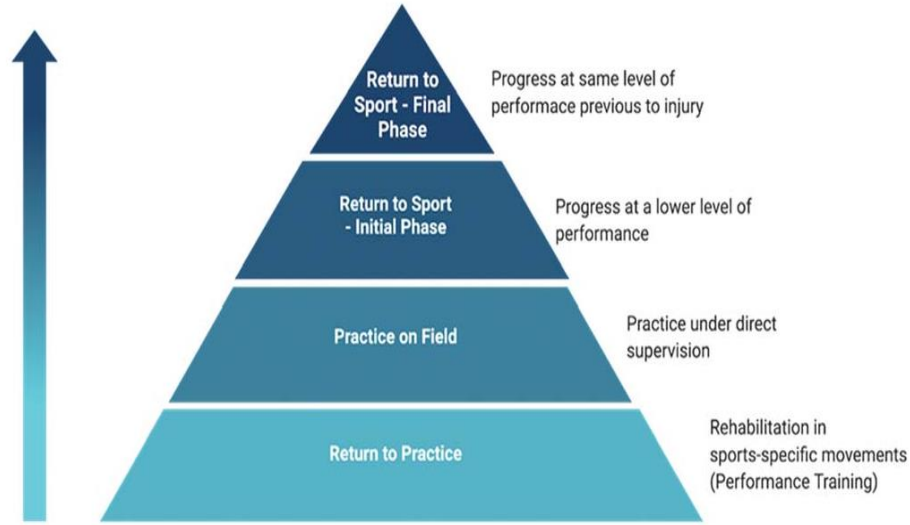 Return to
Sport - Final
Phase
Progress at same level of
performace previous to injury
Return to Sport
- Initial Phase
Progress at a lower level of
performance
Practice on Field
Practice under direct
supervision
Return to Practice
Rehabilitation in
sports-specific movements
(Performance Training)